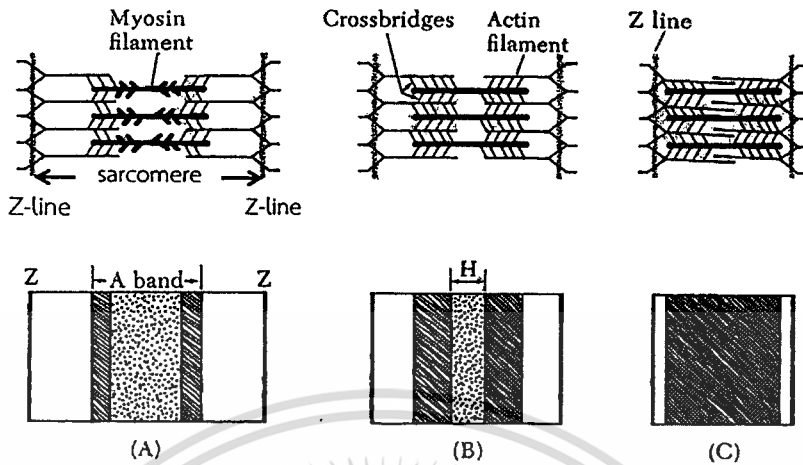 Myosin
filament
Crossbridges
Actin
filament
Z line
sarcomere
Z-line
Z-line
Z
A band
Z
H
(A)
(B)
(C)